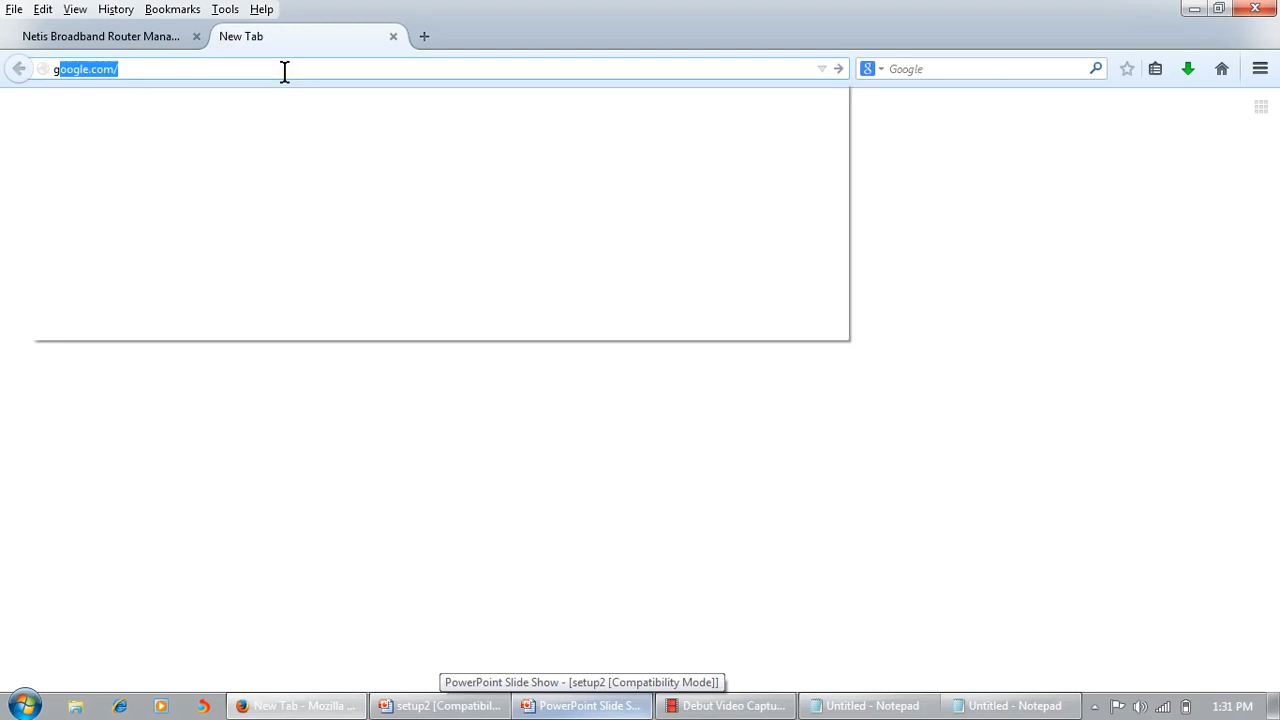 File Edit View History Bookmarks Tools Help
Netis Broadband Router Mana... New Tab
google.com/ Google
PowerPoint Slide Show - [setup2 [Compatibility Mode]]
New Tab - Mozilla ... setup2 [Compatibil... PowerPoint Slide S... Debut Video Captu... Untitled - Notepad Untitled - Notepad 1:31 PM